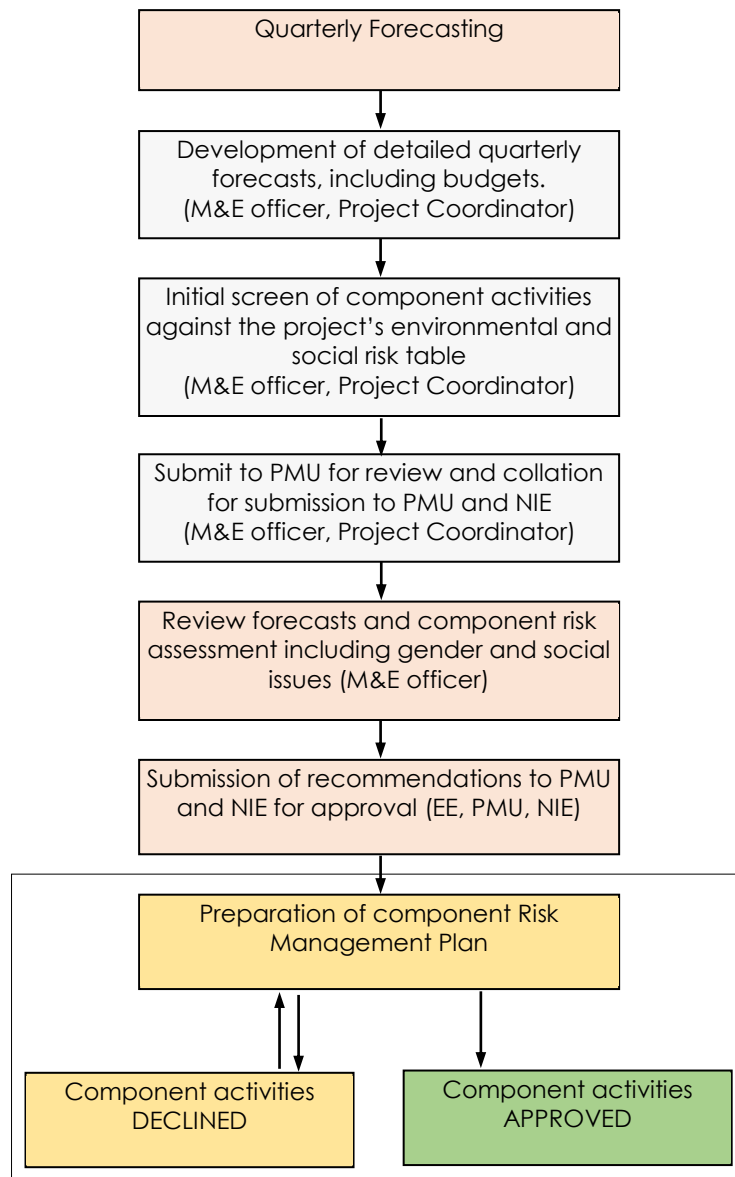 Quarterly Forecasting
Development of detailed quarterly
forecasts, including budgets.
(M&E officer, Project Coordinator)
Initial screen of component activities
against the project’s environmental and
social risk table
(M&E officer, Project Coordinator)
Submit to PMU for review and collation
for submission to PMU and NIE
(M&E officer, Project Coordinator)
Review forecasts and component risk
assessment including gender and social
issues (M&E officer)
Submission of recommendations to PMU
and NIE for approval (EE, PMU, NIE)
Preparation of component Risk
Management Plan
Component activities
DECLINED
Component activities
APPROVED